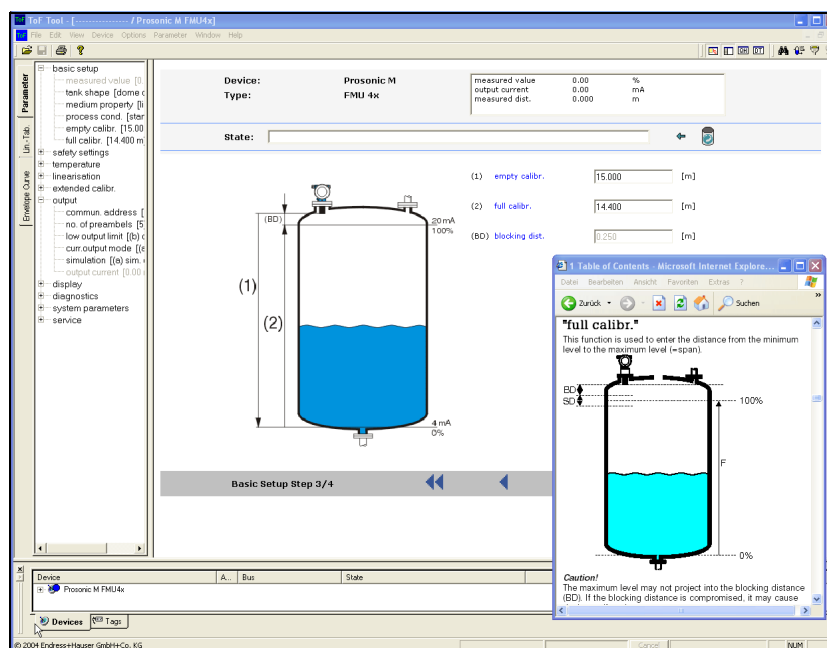 ToF Tool - [---------------- / Prosonic M FMU4x]
File Edit View Device Options Parameter Window Help
Parameter
Lin.-Tab.
Envelope Curve
basic setup
measured value [0.
tank shape [dome c
medium property [li
process cond. [star
empty calibr. [15.00
full calibr. [14.400 m
safety settings
temperature
linearisation
extended calibr.
output
commun. address [
no. of preambels [5
low output limit [(b) c
curr.output mode [(e
simulation [(a) sim. 
output current [0.00
display
diagnostics
system parameters
service
Device: Prosonic M
Type: FMU 4x
measured value 0.00 %
output current 0.00 mA
measured dist. 0.000 m
State:
(BD)
20 mA
100%
(1)
(2)
4 mA
0%
(1) empty calibr. 15.000 [m]
(2) full calibr. 14.400 [m]
(BD) blocking dist. 0.250 [m]
Basic Setup Step 3/4
1 Table of Contents - Microsoft Internet Explore...
Datei Bearbeiten Ansicht Favoriten Extras ?
Zurück Suchen
"full calibr."
This function is used to enter the distance from the minimum
level to the maximum level (=span).
BD
SD
100%
F
0%
Caution!
The maximum level may not project into the blocking distance
(BD). If the blocking distance is compromised, it may cause
Device A... Bus State
Prosonic M FMU4x
Devices Tags
© 2004 Endress+Hauser GmbH+Co. KG
Cancel
NUM